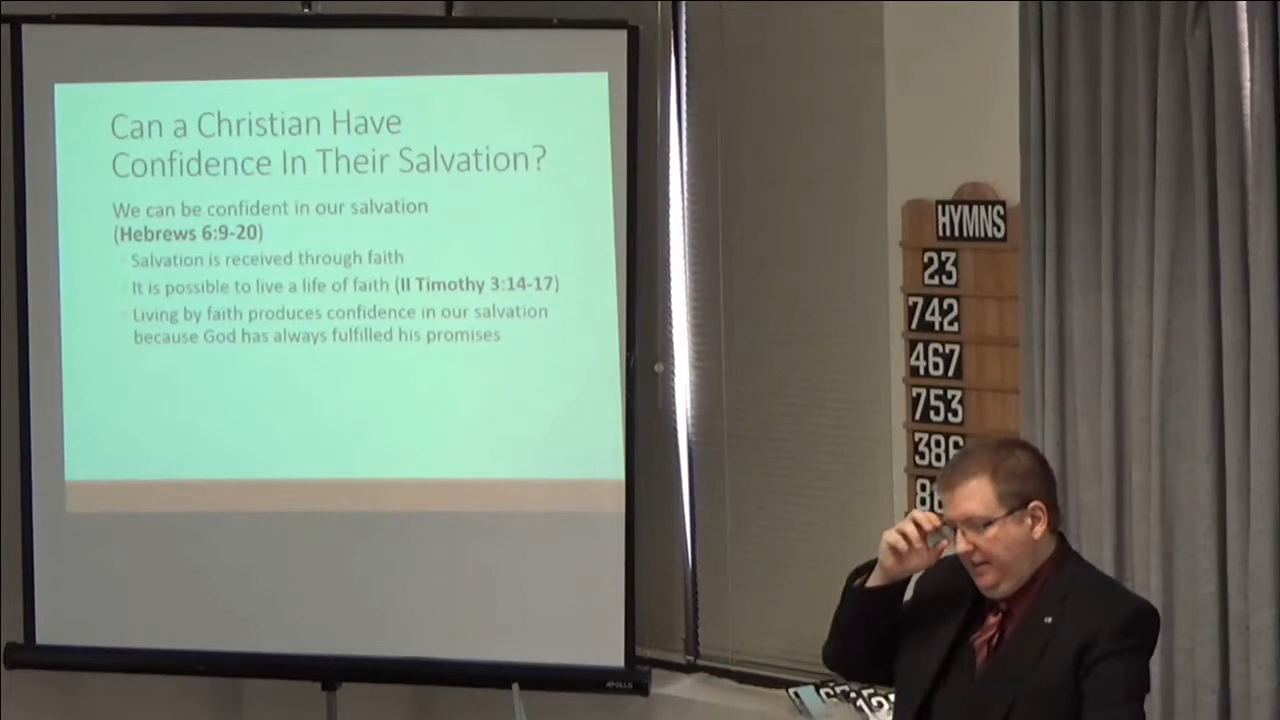 Can a Christian Have
Confidence In Their Salvation?
We can be confident in our salvation
(Hebrews 6:9-20)
Salvation is received through faith
It is possible to live a life of faith (II Timothy 3:14-17)
Living by faith produces confidence in our salvation
because God has always fulfilled his promises
HYMNS
23
742
467
753
386
APOLLO